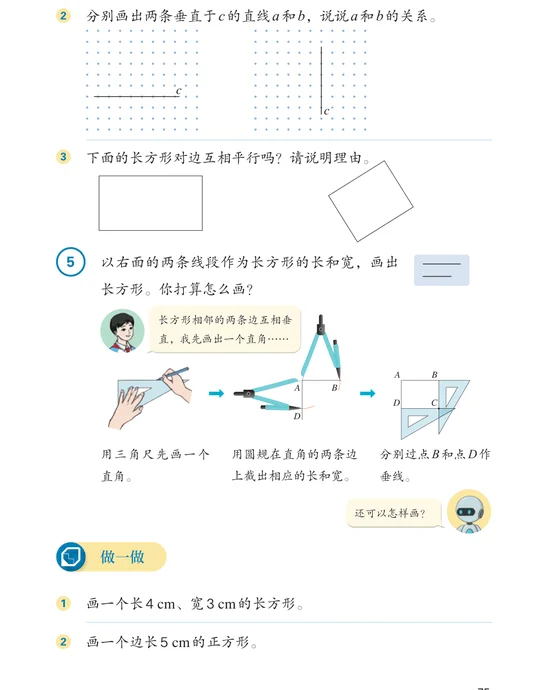 2 分别画出两条垂直于c的直线a和b，说说a和b的关系。
c
c
3 下面的长方形对边互相平行吗？请说明理由。
5 以右面的两条线段作为长方形的长和宽，画出
长方形。你打算怎么画？
长方形相邻的两条边互相垂
直，我先画出一个直角……
A B
D
A B
D C
用三角尺先画一个
直角。
用圆规在直角的两条边
上截出相应的长和宽。
分别过点B和点D作
垂线。
还可以怎样画？
做一做
1 画一个长4 cm、宽3 cm的长方形。
2 画一个边长5 cm的正方形。